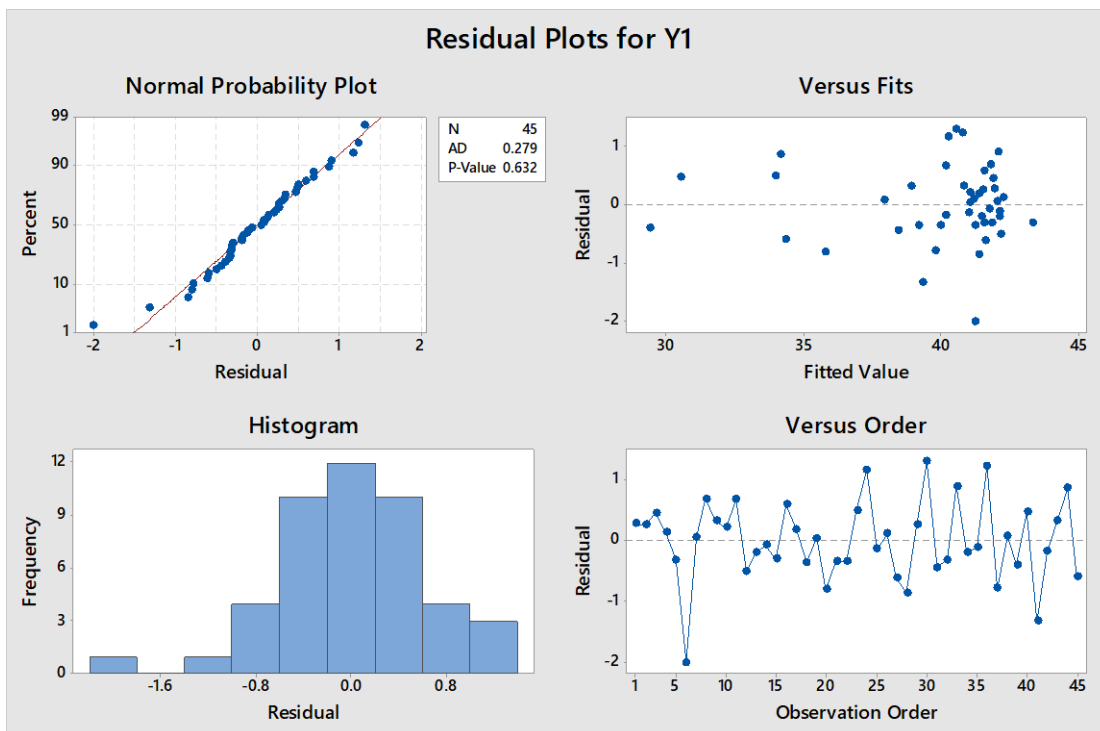 Residual Plots for Y1
Normal Probability Plot
99
90
50
10
1
Percent
-2 -1 0 1 2
Residual
N 45
AD 0.279
P-Value 0.632
Versus Fits
1
0
-1
-2
Residual
30 35 40 45
Fitted Value
Histogram
12
9
6
3
0
Frequency
-1.6 -0.8 0.0 0.8
Residual
Versus Order
1
0
-1
-2
Residual
1 5 10 15 20 25 30 35 40 45
Observation Order